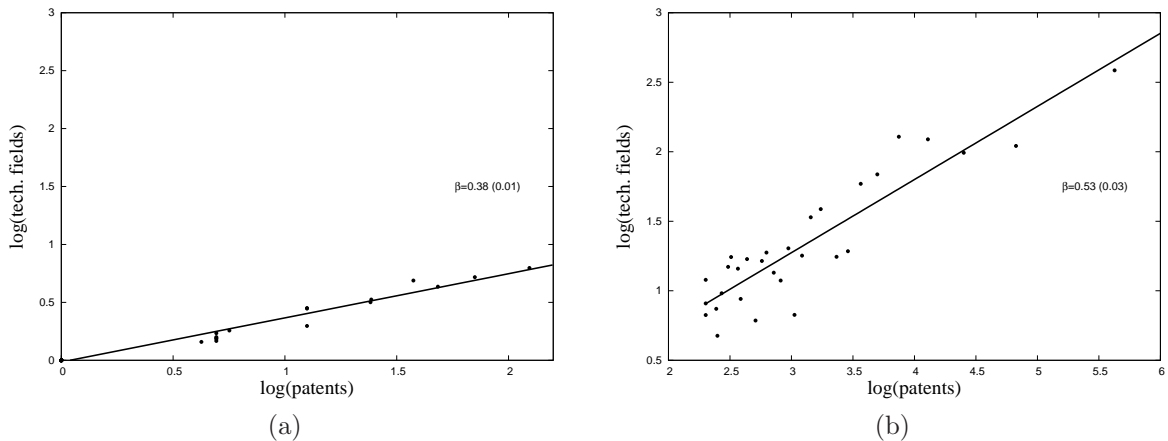 3
2.5
2
1.5
1
0.5
0
log(tech. fields)
β=0.38 (0.01)
0 0.5 1 1.5 2
log(patents)
(a)
3
2.5
2
1.5
1
0.5
log(tech. fields)
β=0.53 (0.03)
2 2.5 3 3.5 4 4.5 5 5.5 6
log(patents)
(b)